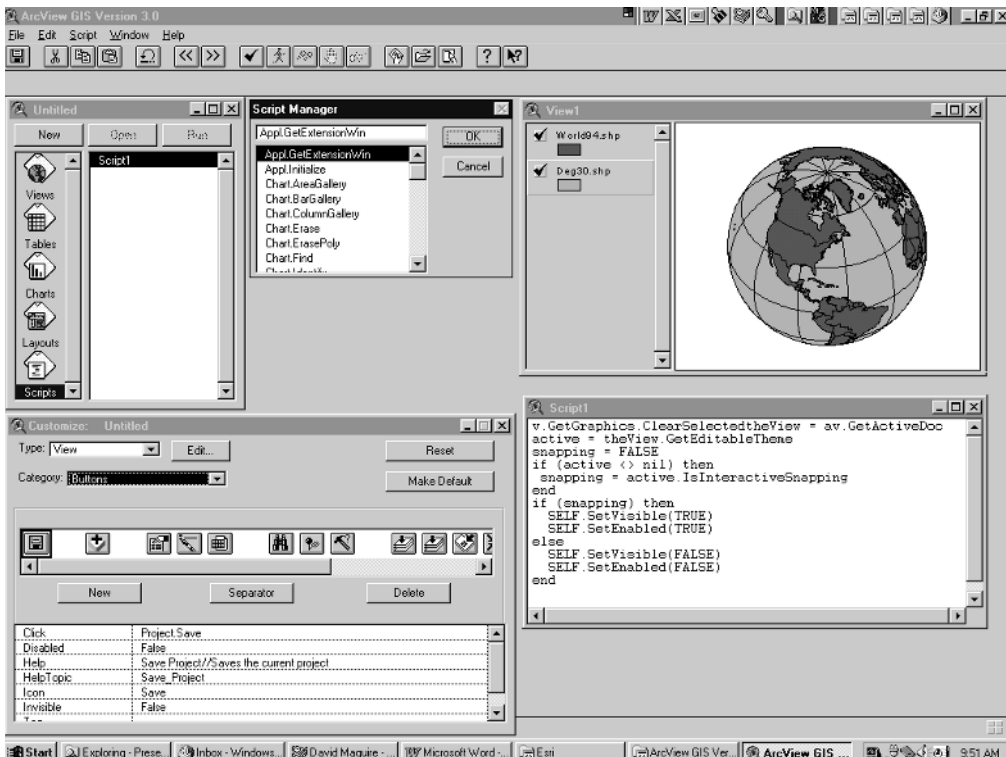 ArcView GIS Version 3.0
File Edit Script Window Help
Untitled
New Open Run
Script1
Views
Tables
Charts
Layouts
Scripts
Script Manager
Appl.GetExtensionWin
OK
Cancel
Appl.GetExtensionWin
Appl.Initialize
Chart.AreaGallery
Chart.BarGallery
Chart.ColumnGallery
Chart.Erase
Chart.ErasePoly
Chart.Find
Chart.Identify
View1
World94.shp
Deg30.shp
Customize: Untitled
Type: View Edit... Reset
Category: Buttons Make Default
New Separator Delete
Click Project.Save
Disabled False
Help Save Project//Saves the current project
HelpTopic Save_Project
Icon Save
Invisible False
Script1
v.GetGraphics.ClearSelectedtheView = av.GetActiveDoc
active = theView.GetEditableTheme
snapping = FALSE
if (active <> nil) then
snapping = active.IsInteractiveSnapping
end
if (snapping) then
SELF.SetVisible(TRUE)
SELF.SetEnabled(TRUE)
else
SELF.SetVisible(FALSE)
SELF.SetEnabled(FALSE)
end
Start Exploring - Prese... Inbox - Windows... David Maguire - ... Microsoft Word -... Esri ArcView GIS Ver... ArcView GIS ... 9:51 AM